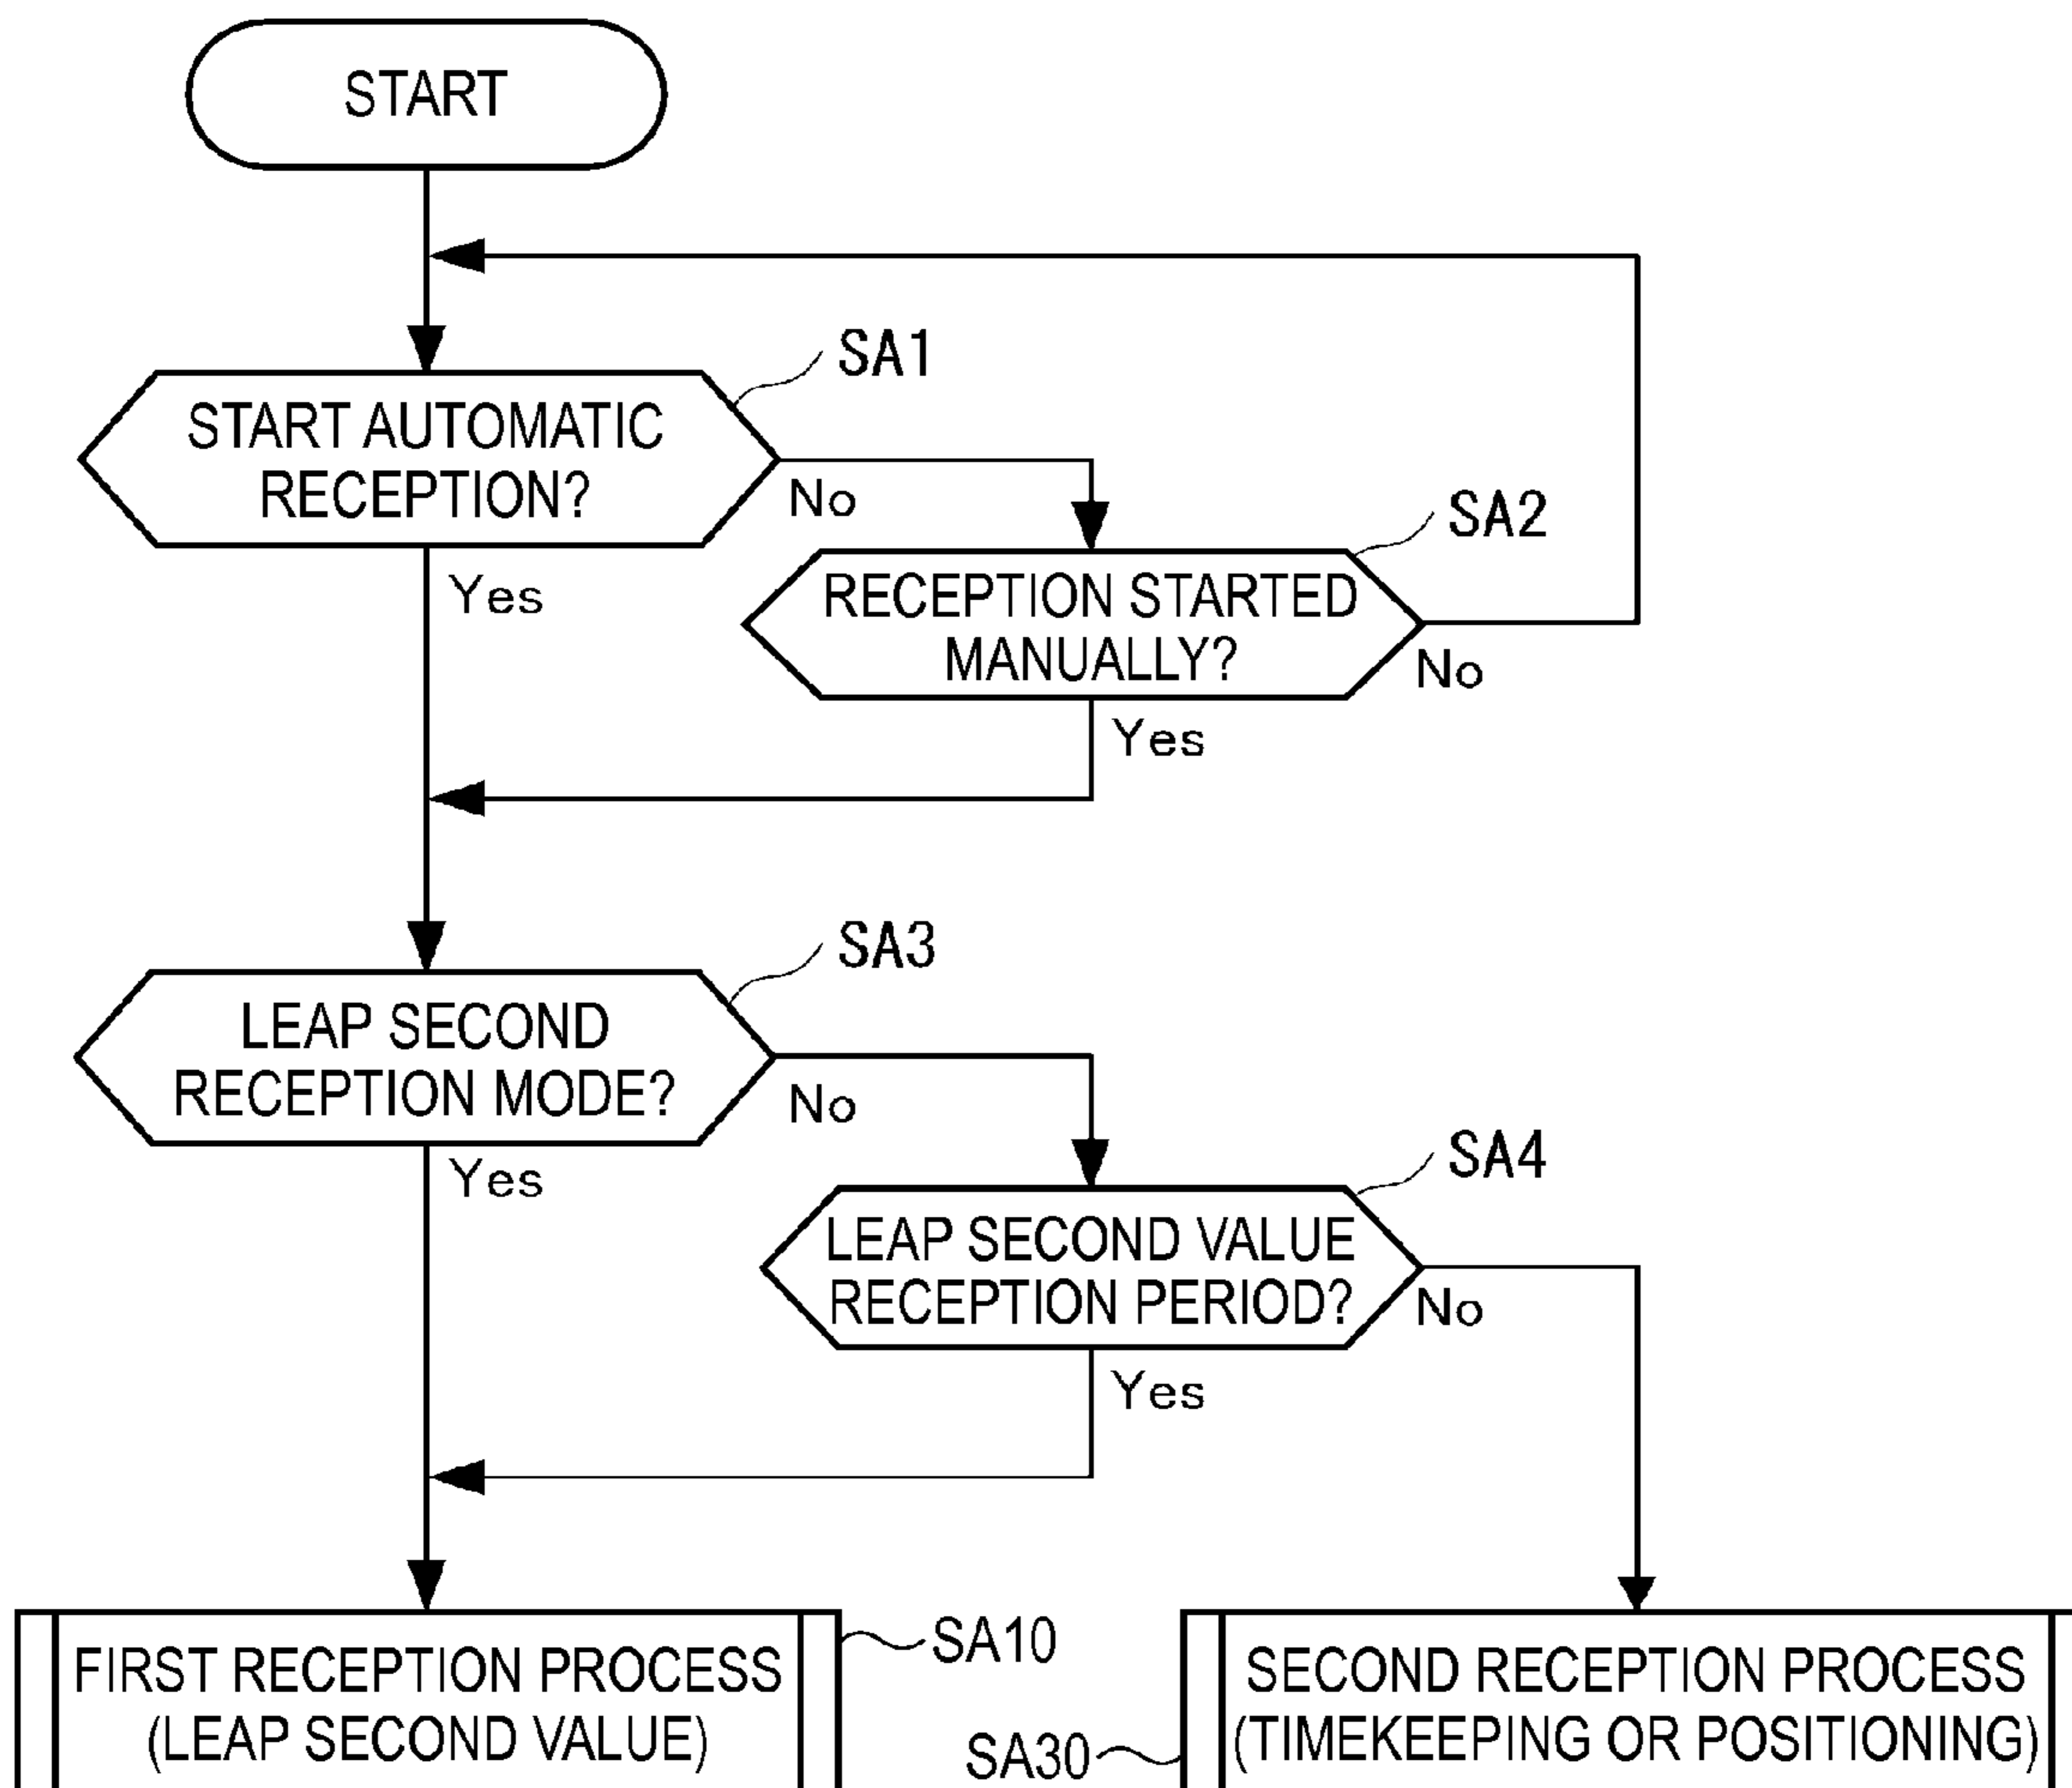 START
SA1
START AUTOMATIC
RECEPTION?
No
SA2
Yes
RECEPTION STARTED
MANUALLY?
No
Yes
SA3
LEAP SECOND
RECEPTION MODE?
No
SA4
Yes
LEAP SECOND VALUE
RECEPTION PERIOD?
No
Yes
FIRST RECEPTION PROCESS
(LEAP SECOND VALUE)
SA10
SECOND RECEPTION PROCESS
(TIMEKEEPING OR POSITIONING)
SA30